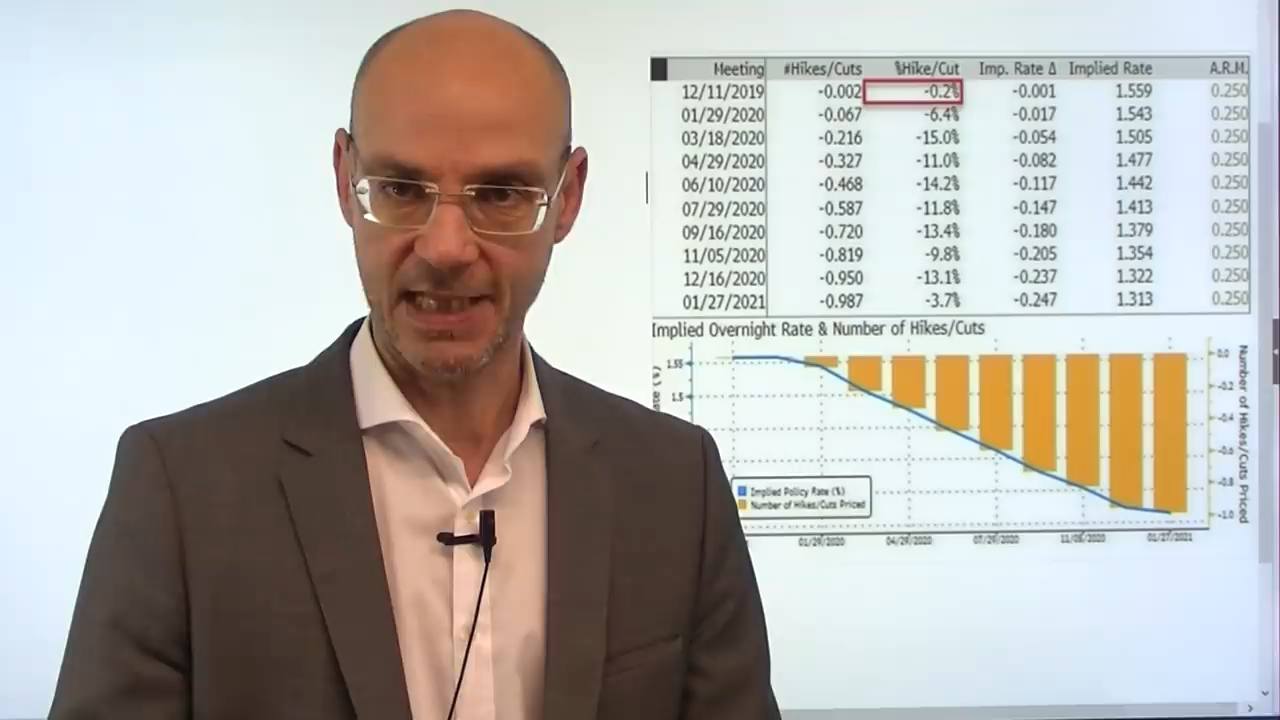 Meeting #Hikes/Cuts %Hike/Cut Imp. Rate Δ Implied Rate A.R.M.
12/11/2019 -0.002 -0.2% -0.001 1.559 0.250
01/29/2020 -0.067 -6.4% -0.017 1.543 0.250
03/18/2020 -0.216 -15.0% -0.054 1.505 0.250
04/29/2020 -0.327 -11.0% -0.082 1.477 0.250
06/10/2020 -0.468 -14.2% -0.117 1.442 0.250
07/29/2020 -0.587 -11.8% -0.147 1.413 0.250
09/16/2020 -0.720 -13.4% -0.180 1.379 0.250
11/05/2020 -0.819 -9.8% -0.205 1.354 0.250
12/16/2020 -0.950 -13.1% -0.237 1.322 0.250
01/27/2021 -0.987 -3.7% -0.247 1.313 0.250
Implied Overnight Rate & Number of Hikes/Cuts
1.55
1.5
(%)
0.0
-0.2
-0.4
-0.6
-0.8
-1.0
Number of Hikes/Cuts Priced
Implied Policy Rate (%)
Number of Hikes/Cuts Priced
01/29/2020 04/29/2020 07/29/2020 11/05/2020 01/27/2021